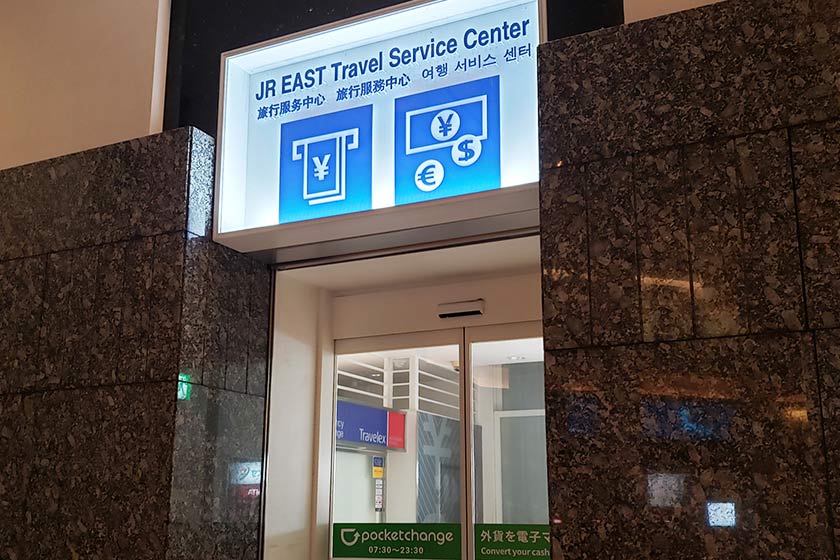 JR EAST Travel Service Center
旅行服务中心 旅行服務中心 여행 서비스 센터
¥
¥
$
€
Travelex
pocketchange
07:30～23:30
外貨を電子マ
Convert your cash